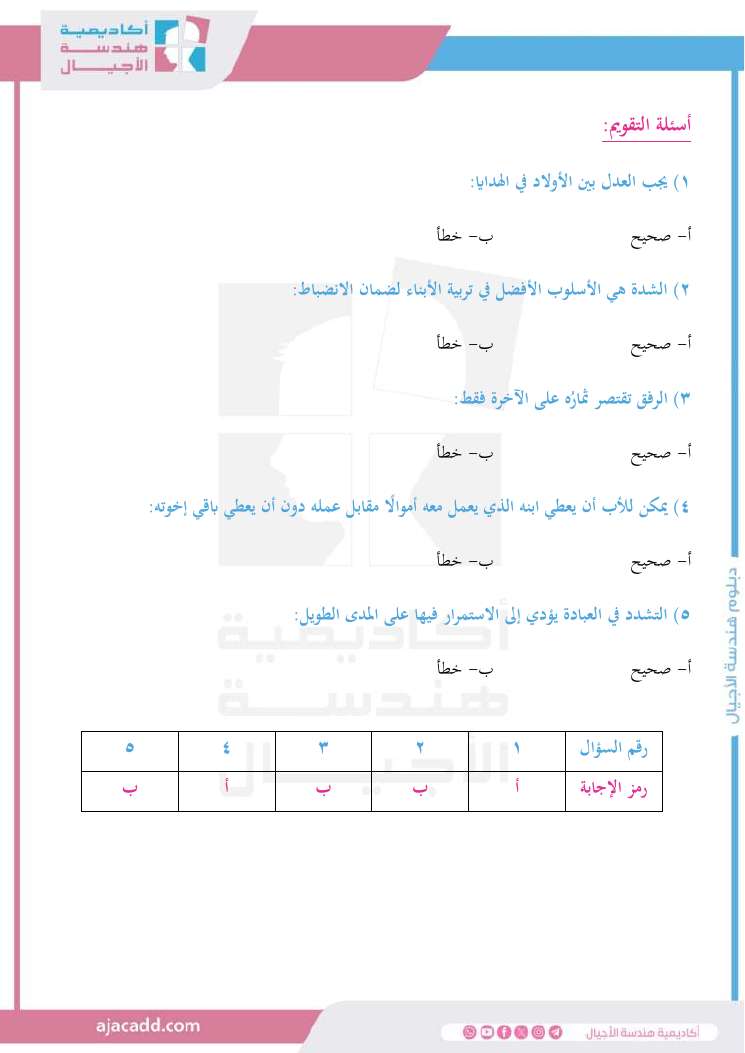 أكاديمية
هندسة
الأجيال
أسئلة التقويم:
١) يجب العدل بين الأولاد في الهدايا:
أ- صحيح ب- خطأ
٢) الشدة هي الأسلوب الأفضل في تربية الأبناء لضمان الانضباط:
أ- صحيح ب- خطأ
٣) الرفق تقتصر ثمارُه على الآخرة فقط:
أ- صحيح ب- خطأ
٤) يمكن للأب أن يعطي ابنه الذي يعمل معه أموالًا مقابل عمله دون أن يعطي باقي إخوته:
أ- صحيح ب- خطأ
٥) التشدد في العبادة يؤدي إلى الاستمرار فيها على المدى الطويل:
أ- صحيح ب- خطأ
أكاديمية
هندسة
الأجيال
رقم السؤال ١ ٢ ٣ ٤ ٥
رمز الإجابة أ ب ب أ ب
دبلوم هندسة الأجيال
أكاديمية هندسة الأجيال
ajacadd.com